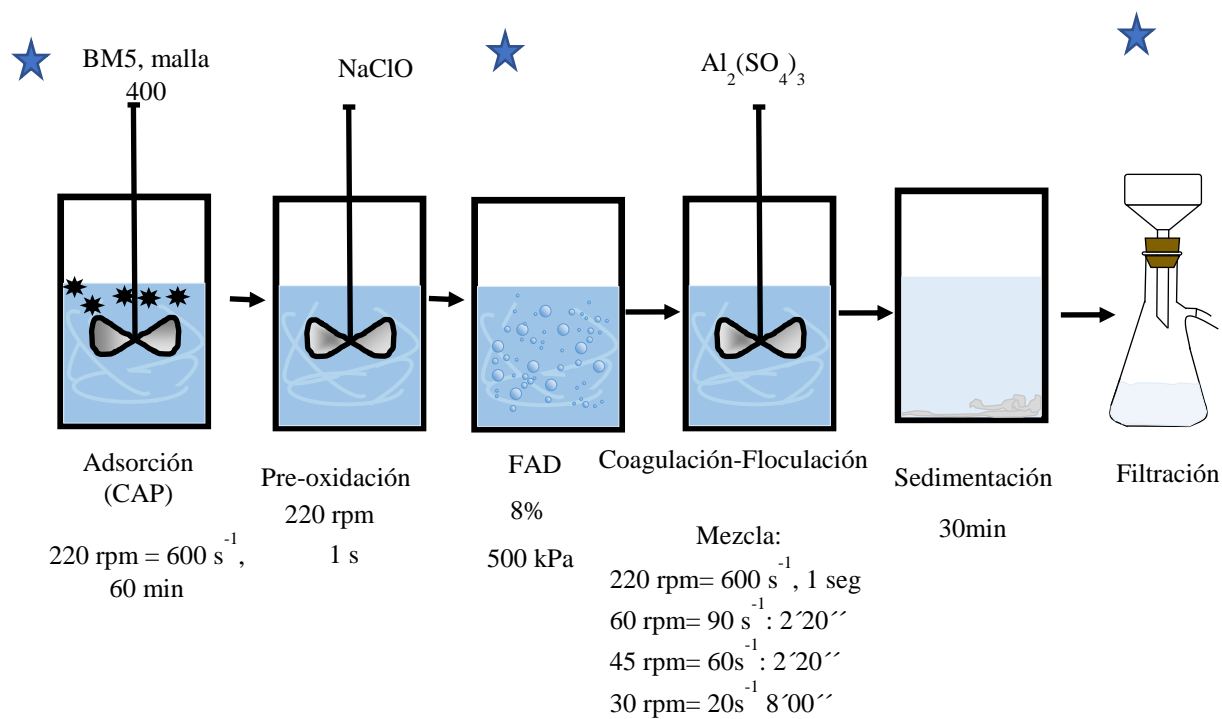 BM5, malla
400
NaClO
Al2(SO4)3
Adsorción
(CAP)
220 rpm = 600 s-1,
60 min
Pre-oxidación
220 rpm
1 s
FAD
8%
500 kPa
Coagulación-Floculación
Mezcla:
220 rpm= 600 s-1, 1 seg
60 rpm= 90 s-1: 2´20´´
45 rpm= 60s-1: 2´20´´
30 rpm= 20s-1 8´00´´
Sedimentación
30min
Filtración